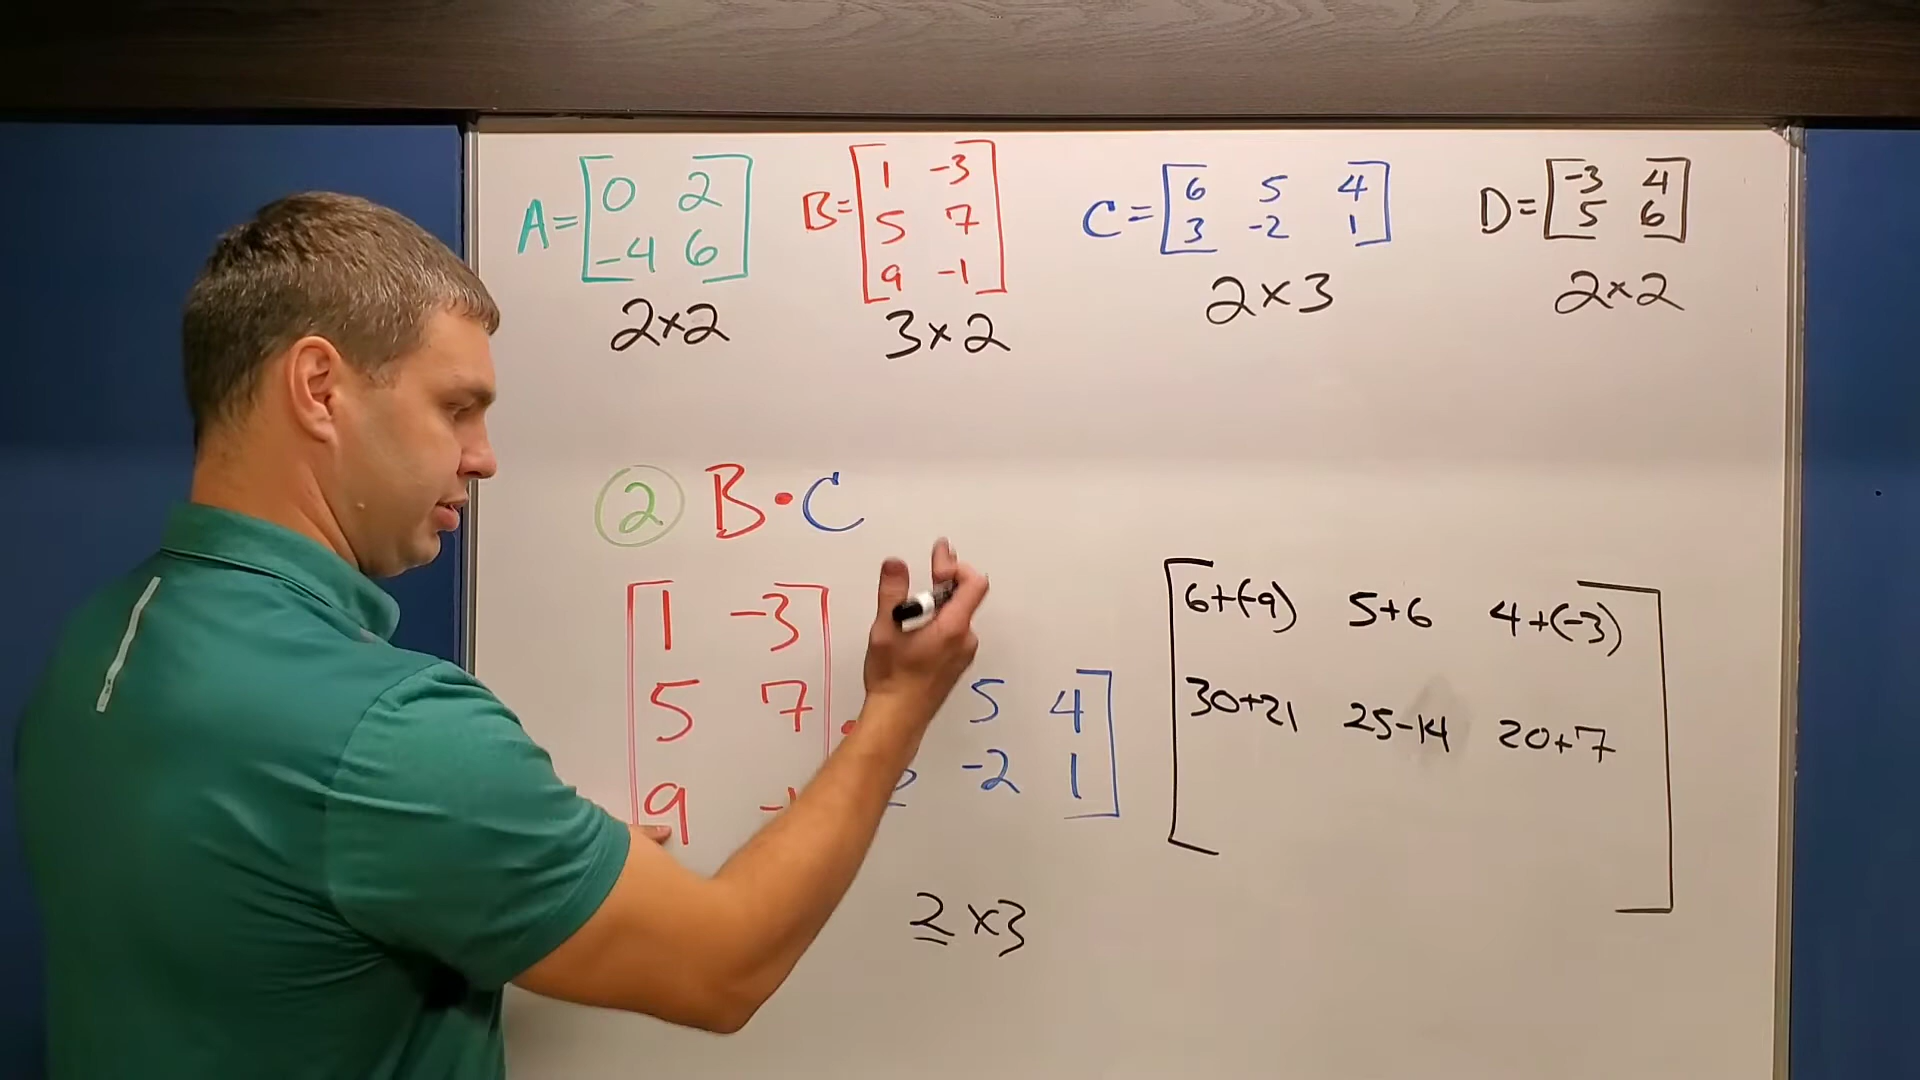 A = [0 2
-4 6]
2×2
B = [1 -3
5 7
9 -1]
3×2
C = [6 5 4
3 -2 1]
2×3
D = [-3 4
5 6]
2×2
② B · C
[1 -3]
5 7 ·
9 -1
5 4
-2 1]
2×3
[6+(-9) 5+6 4+(-3)
30+21 25-14 20+7]